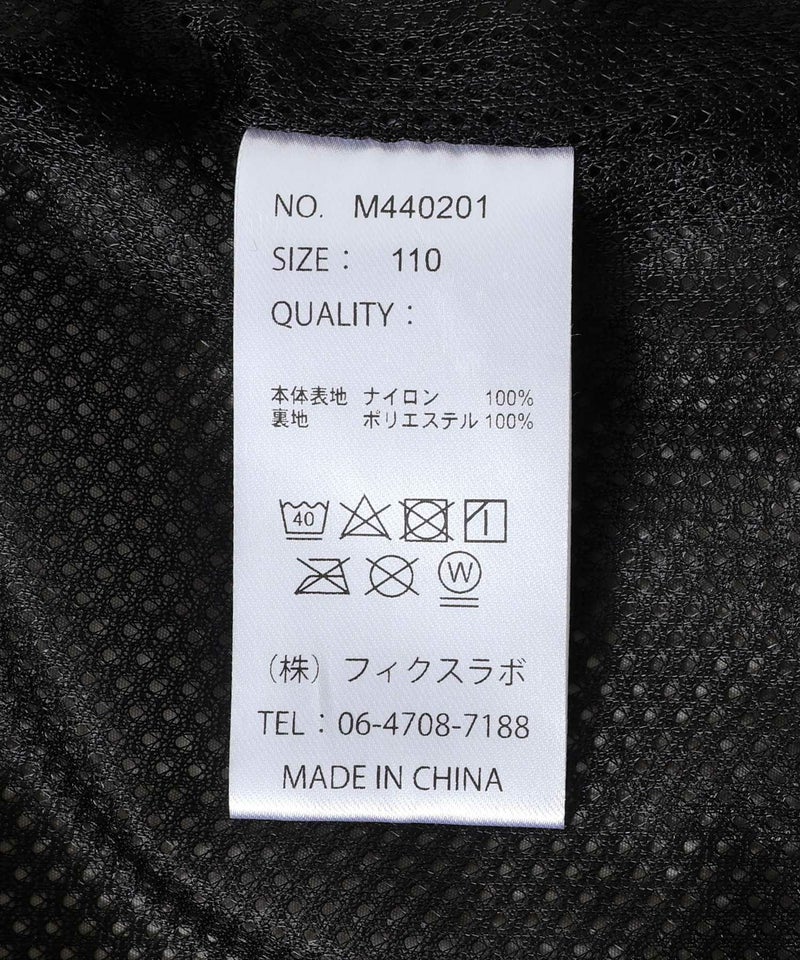 NO. M440201
SIZE： 110
QUALITY：
本体表地 ナイロン 100%
裏地 ポリエステル 100%
40
W
（株）フィクスラボ
TEL：06-4708-7188
MADE IN CHINA